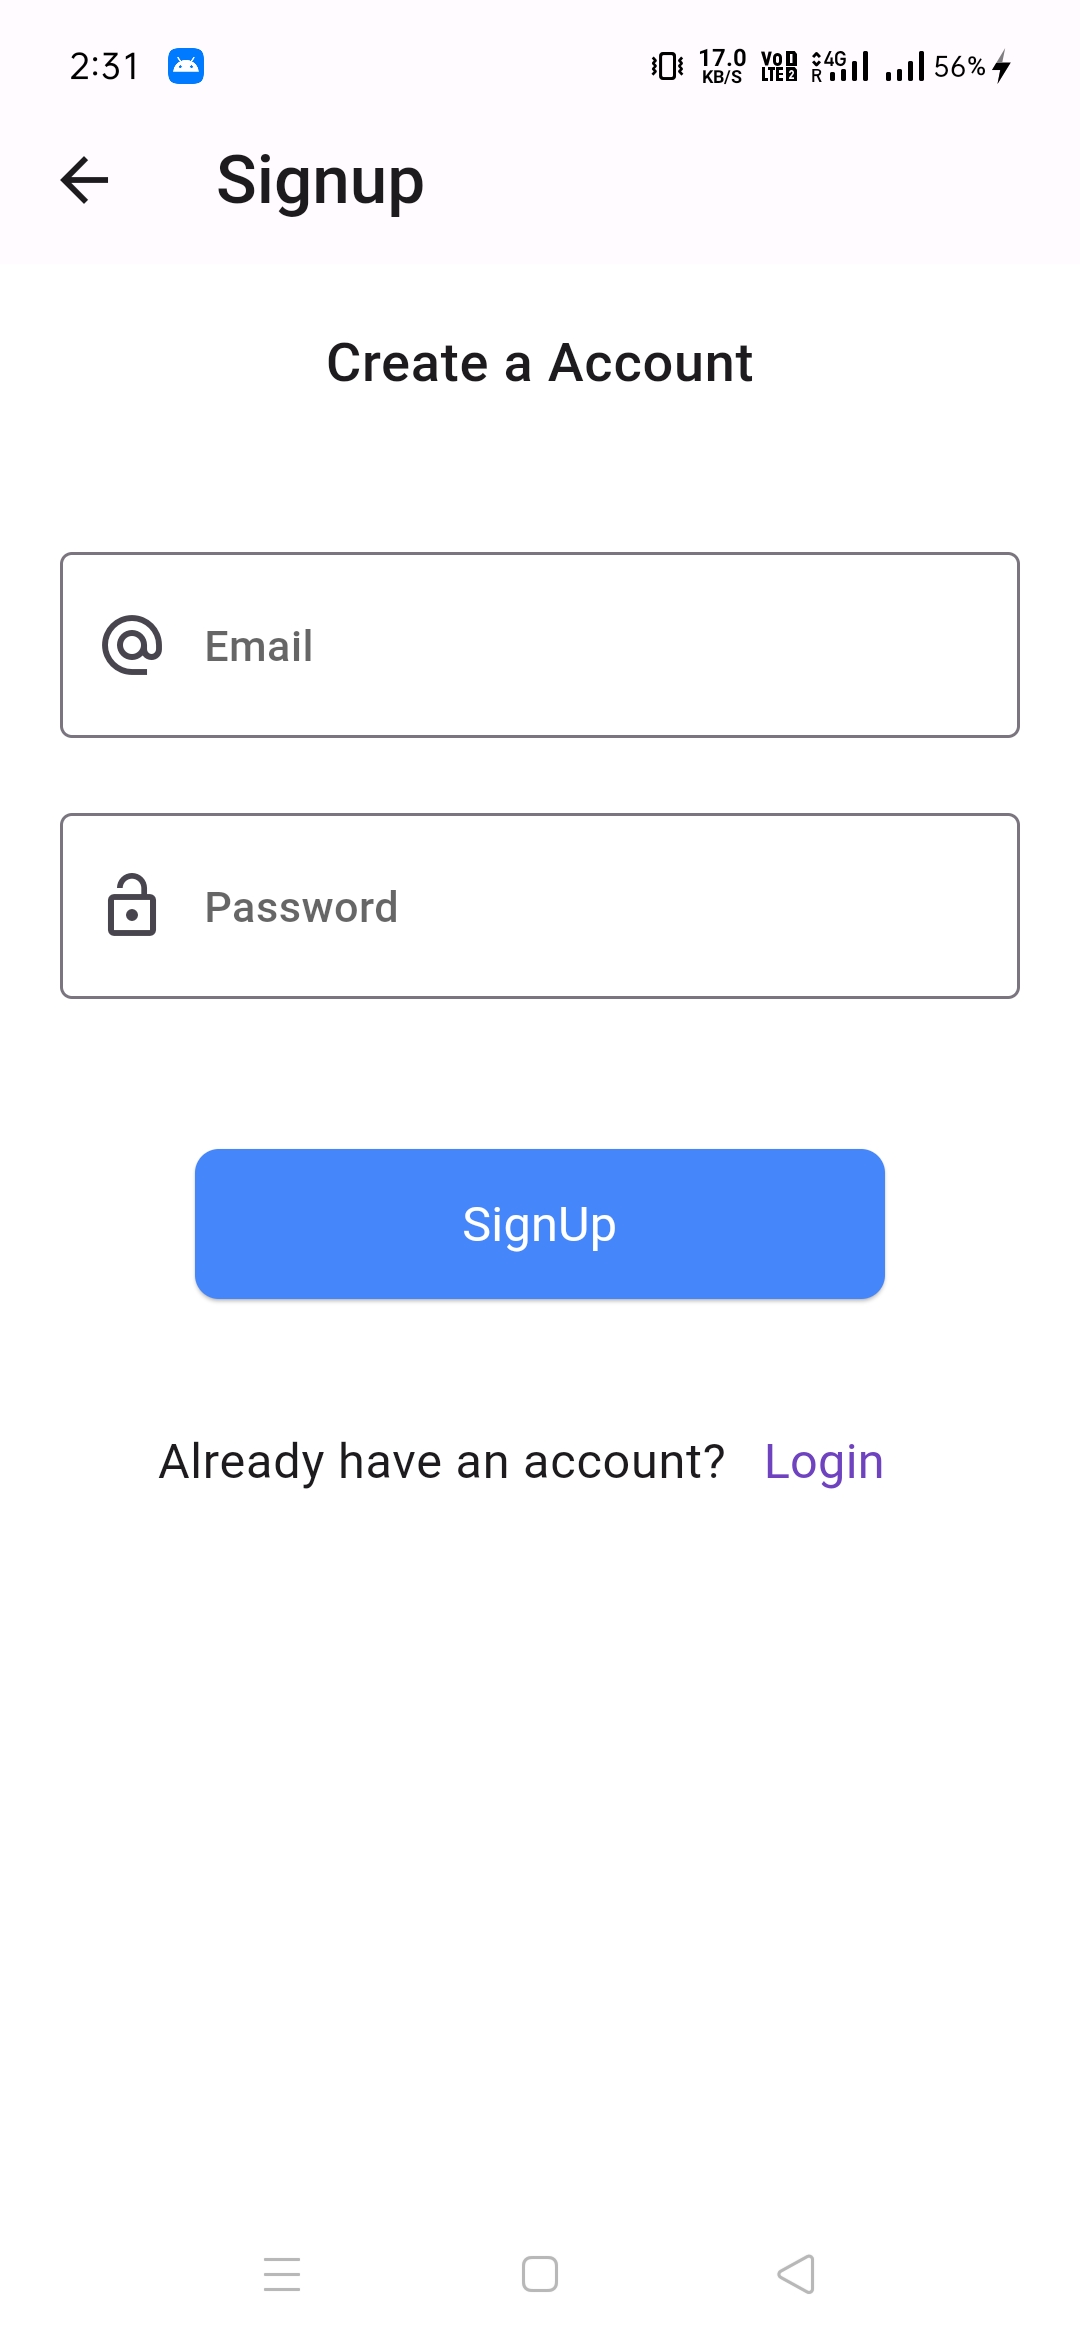 2:31 17.0 KB/S VoD LTE2 4G R 56%
Signup
Create a Account
Email
Password
SignUp
Already have an account? Login